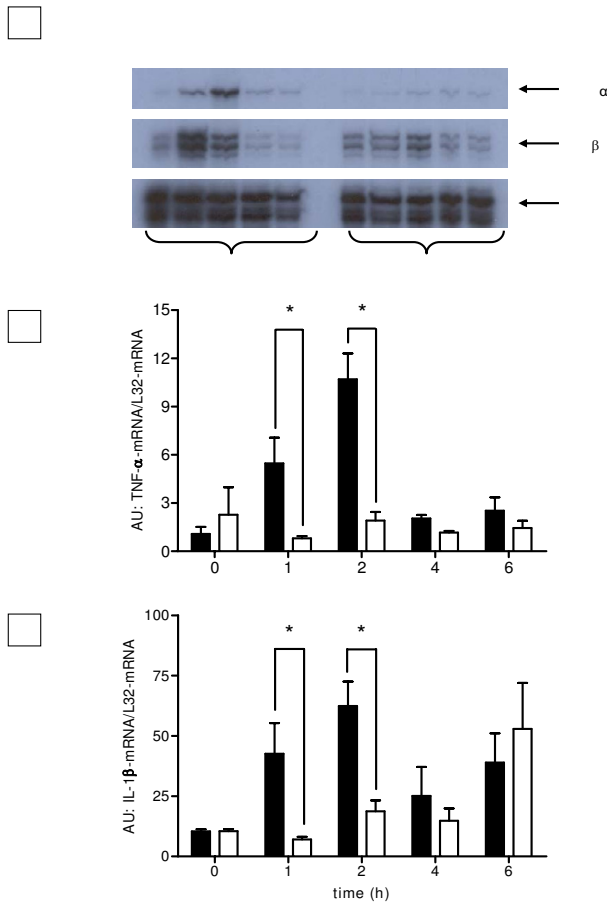 α
β
15
12
9
6
3
0
AU: TNF-α-mRNA/L32-mRNA
* *
0 1 2 4 6
100
75
50
25
0
AU: IL-1β-mRNA/L32-mRNA
* *
0 1 2 4 6
time (h)